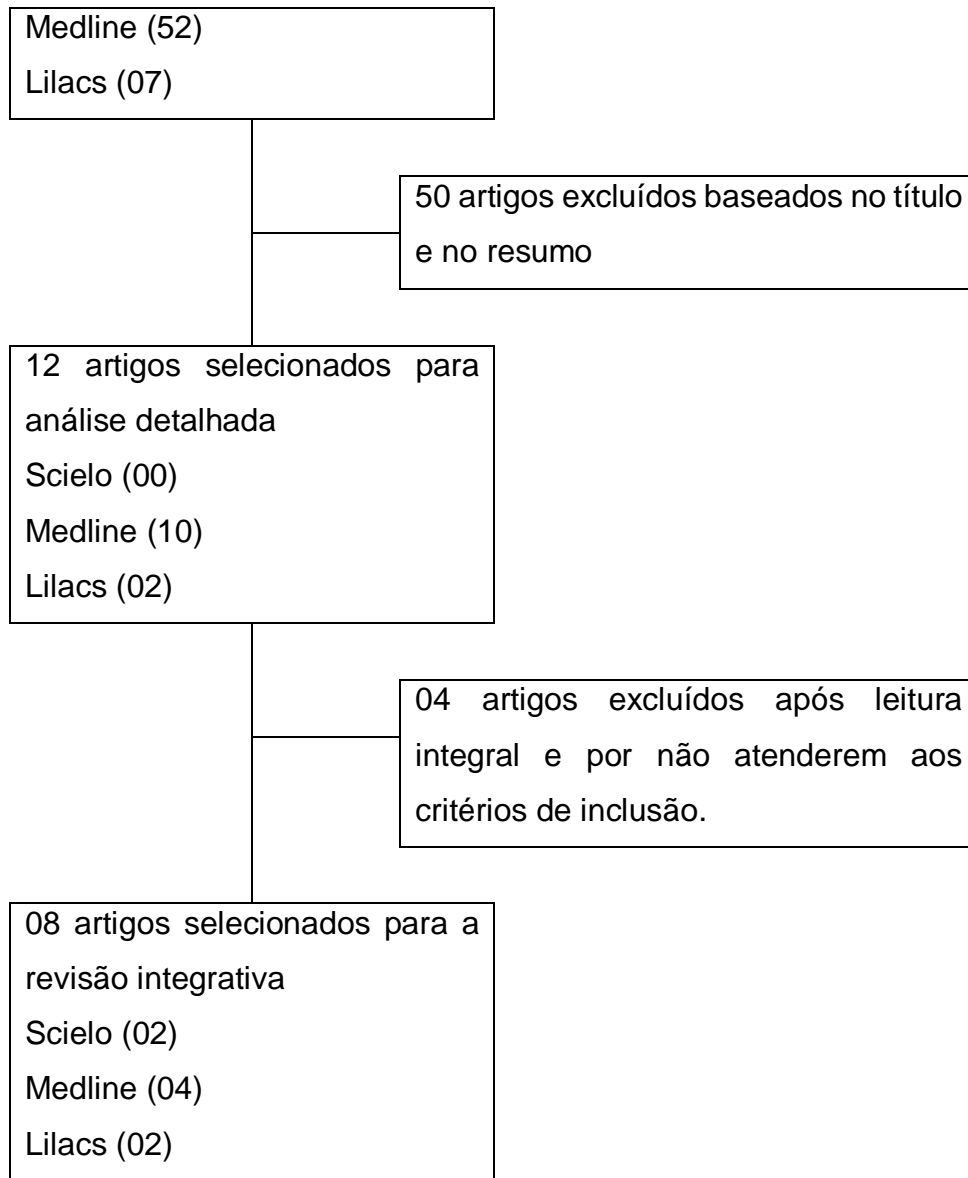 Medline (52)
Lilacs (07)
50 artigos excluídos baseados no título
e no resumo
12 artigos selecionados para
análise detalhada
Scielo (00)
Medline (10)
Lilacs (02)
04 artigos excluídos após leitura
integral e por não atenderem aos
critérios de inclusão.
08 artigos selecionados para a
revisão integrativa
Scielo (02)
Medline (04)
Lilacs (02)